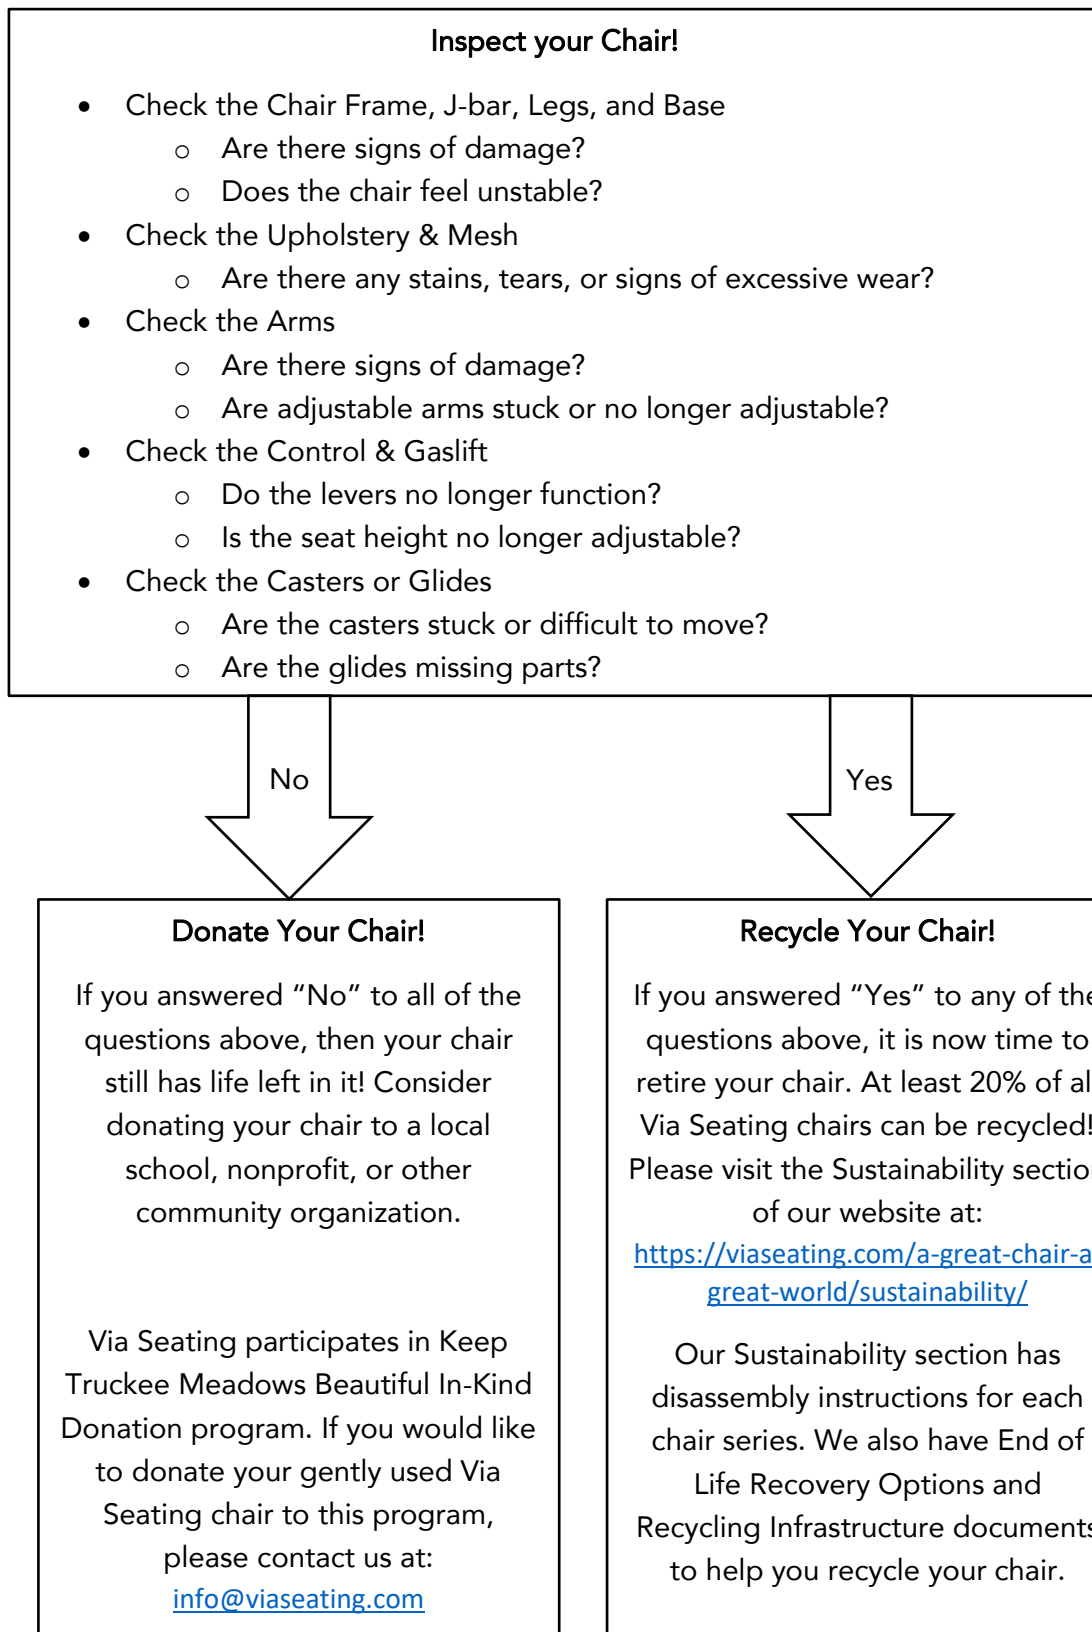 Inspect your Chair!
• Check the Chair Frame, J-bar, Legs, and Base
o Are there signs of damage?
o Does the chair feel unstable?
• Check the Upholstery & Mesh
o Are there any stains, tears, or signs of excessive wear?
• Check the Arms
o Are there signs of damage?
o Are adjustable arms stuck or no longer adjustable?
• Check the Control & Gaslift
o Do the levers no longer function?
o Is the seat height no longer adjustable?
• Check the Casters or Glides
o Are the casters stuck or difficult to move?
o Are the glides missing parts?
No
Yes
Donate Your Chair!
If you answered “No” to all of the
questions above, then your chair
still has life left in it! Consider
donating your chair to a local
school, nonprofit, or other
community organization.
Via Seating participates in Keep
Truckee Meadows Beautiful In-Kind
Donation program. If you would like
to donate your gently used Via
Seating chair to this program,
please contact us at:
info@viaseating.com
Recycle Your Chair!
If you answered “Yes” to any of the
questions above, it is now time to
retire your chair. At least 20% of al
Via Seating chairs can be recycled!
Please visit the Sustainability sectio
of our website at:
https://viaseating.com/a-great-chair-a
great-world/sustainability/
Our Sustainability section has
disassembly instructions for each
chair series. We also have End of
Life Recovery Options and
Recycling Infrastructure documents
to help you recycle your chair.